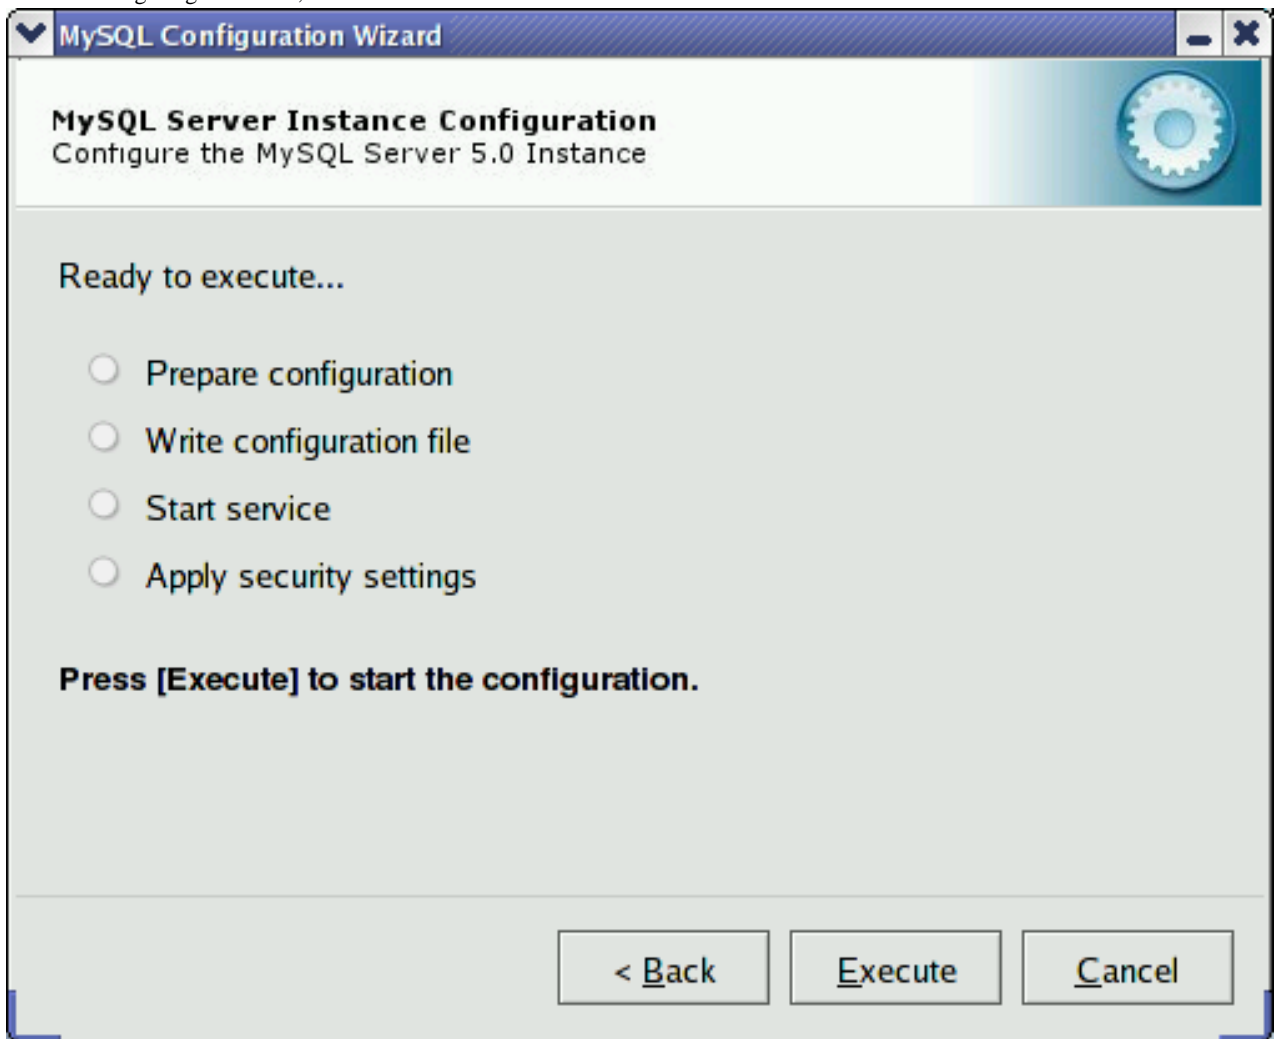 MySQL Configuration Wizard
MySQL Server Instance Configuration
Configure the MySQL Server 5.0 Instance
Ready to execute...
Prepare configuration
Write configuration file
Start service
Apply security settings
Press [Execute] to start the configuration.
< Back
Execute
Cancel